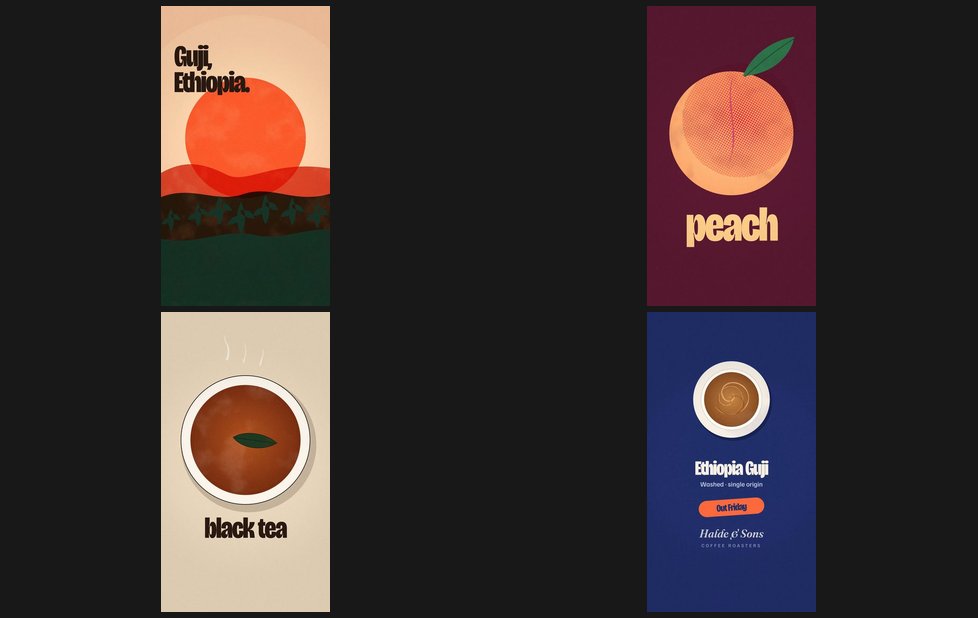 Guji,
Ethiopia.
peach
black tea
Ethiopia Guji
Washed · single origin
Out Friday
Halde & Sons
COFFEE ROASTERS